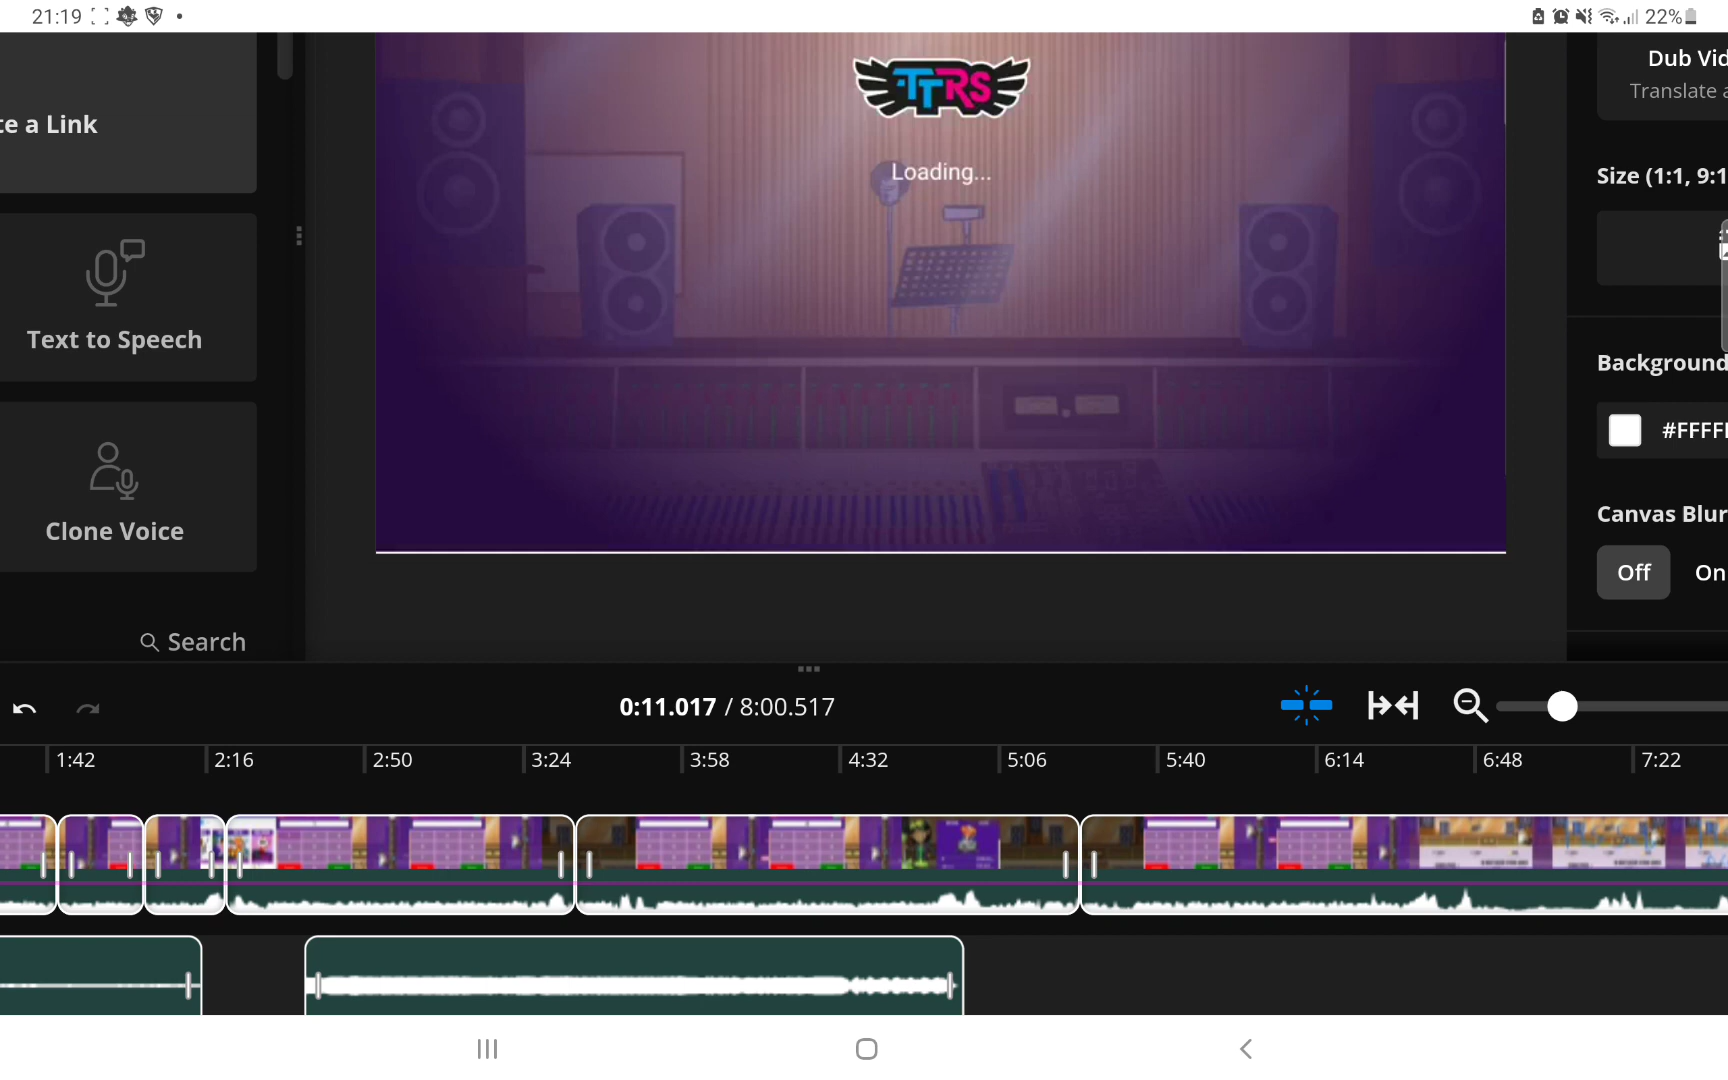 21:19
22%
te a Link
Text to Speech
Clone Voice
Search
TTRS
Loading...
Dub Vid
Translate a
Size (1:1, 9:1
Background
#FFFFF
Canvas Blur
Off On
0:11.017 / 8:00.517
1:42 2:16 2:50 3:24 3:58 4:32 5:06 5:40 6:14 6:48 7:22